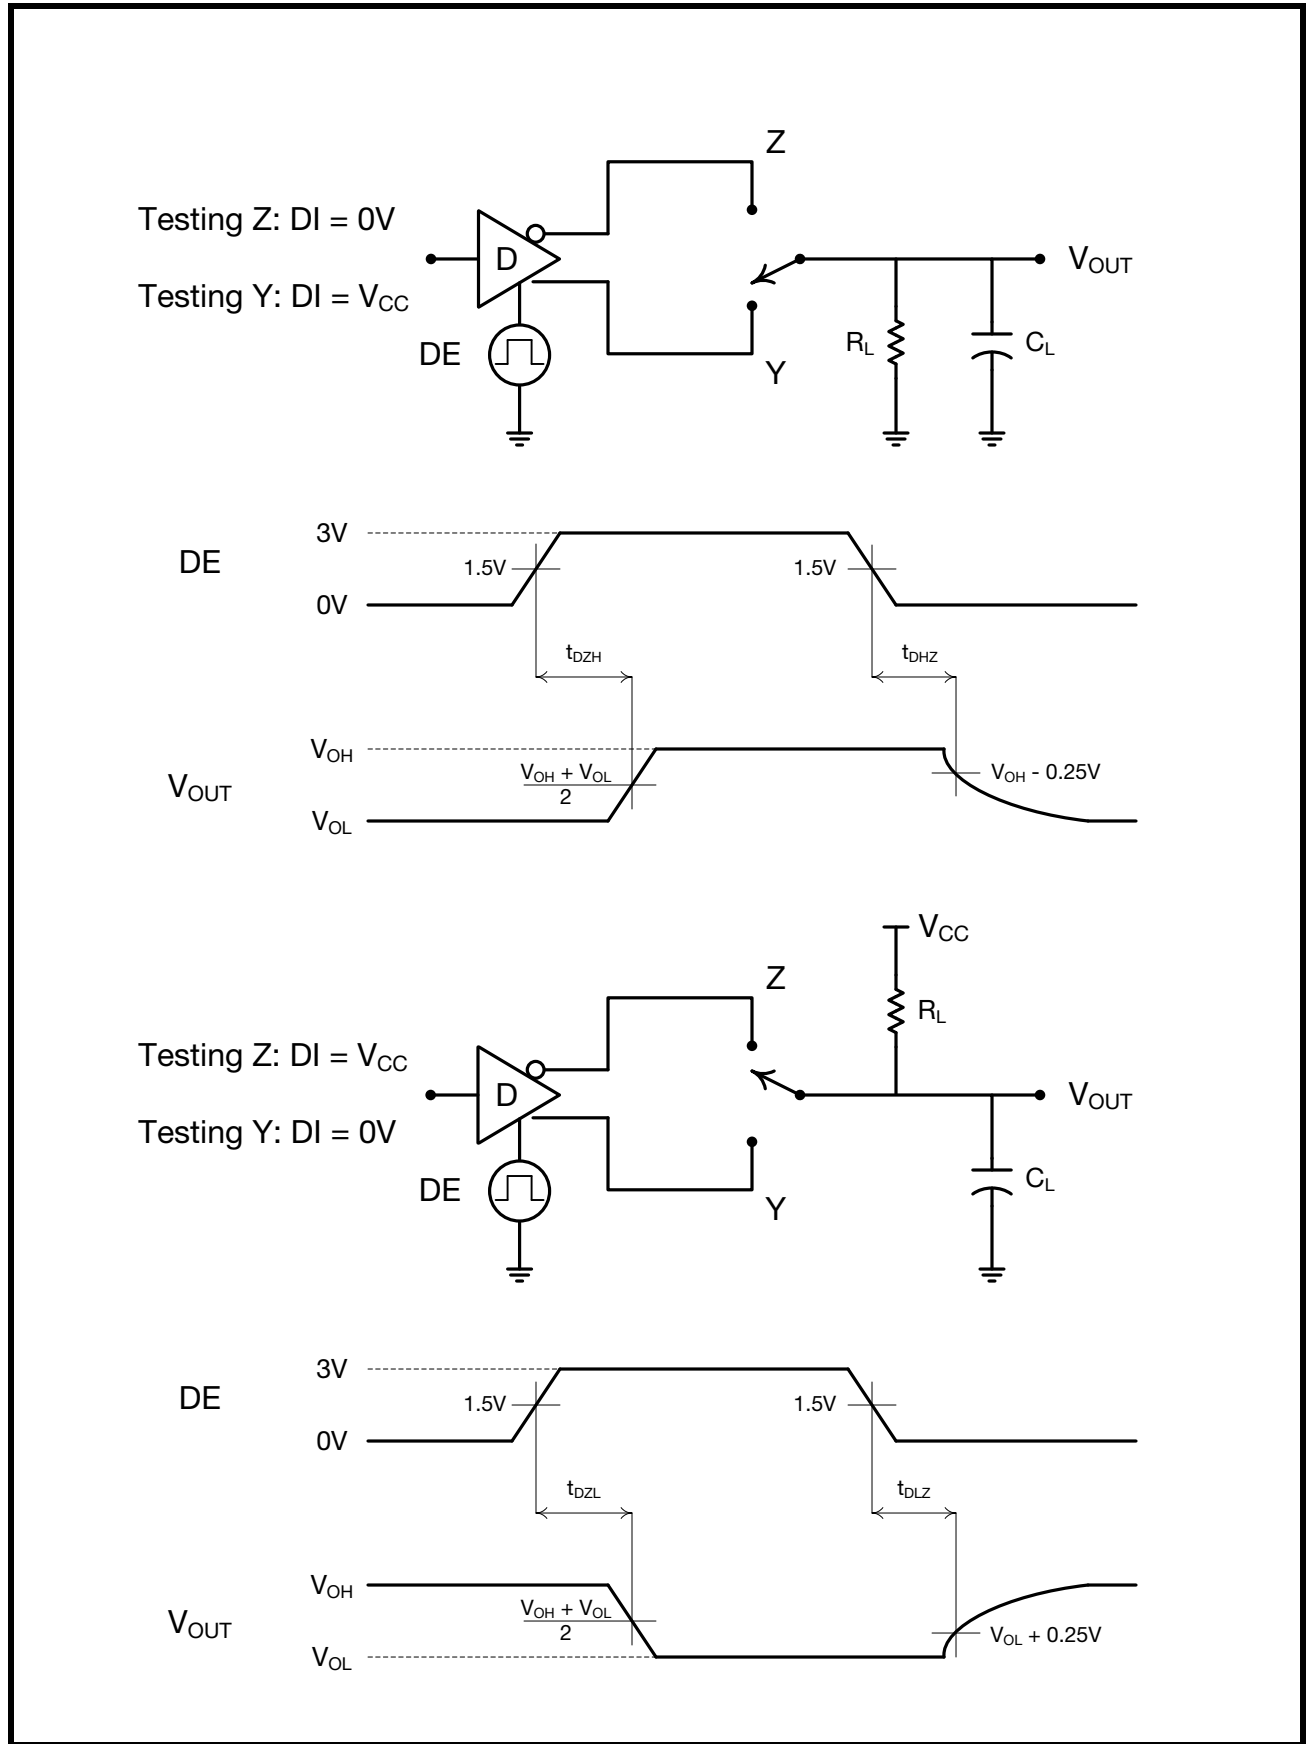 Z
Testing Z: DI = 0V
D
V_OUT
Testing Y: DI = V_CC
R_L
C_L
DE
Y
3V
DE
1.5V
1.5V
0V
t_DZH
t_DHZ
V_OH
V_OH + V_OL
2
V_OH - 0.25V
V_OUT
V_OL
V_CC
Z
R_L
Testing Z: DI = V_CC
D
V_OUT
Testing Y: DI = 0V
C_L
DE
Y
3V
DE
1.5V
1.5V
0V
t_DZL
t_DLZ
V_OH
V_OH + V_OL
2
V_OUT
V_OL + 0.25V
V_OL